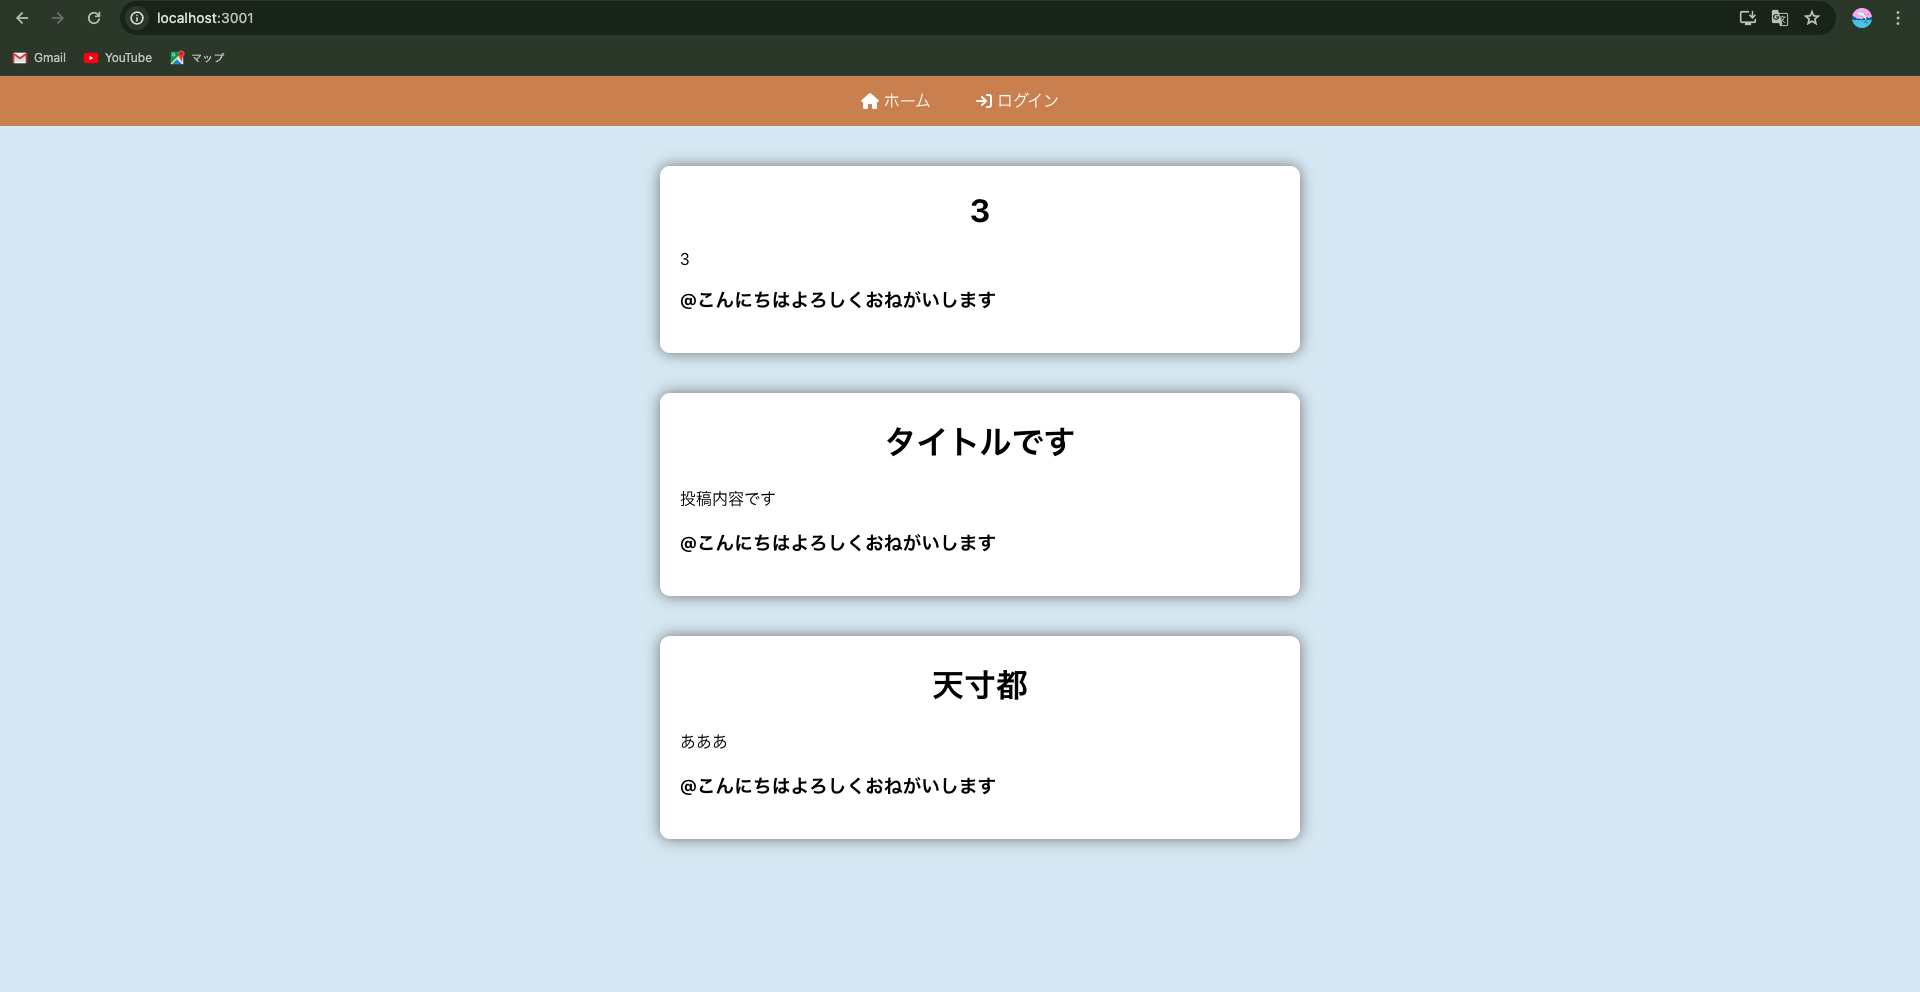 localhost:3001
Gmail YouTube マップ
ホーム ログイン
3
3
@こんにちはよろしくおねがいします
タイトルです
投稿内容です
@こんにちはよろしくおねがいします
天寸都
あああ
@こんにちはよろしくおねがいします